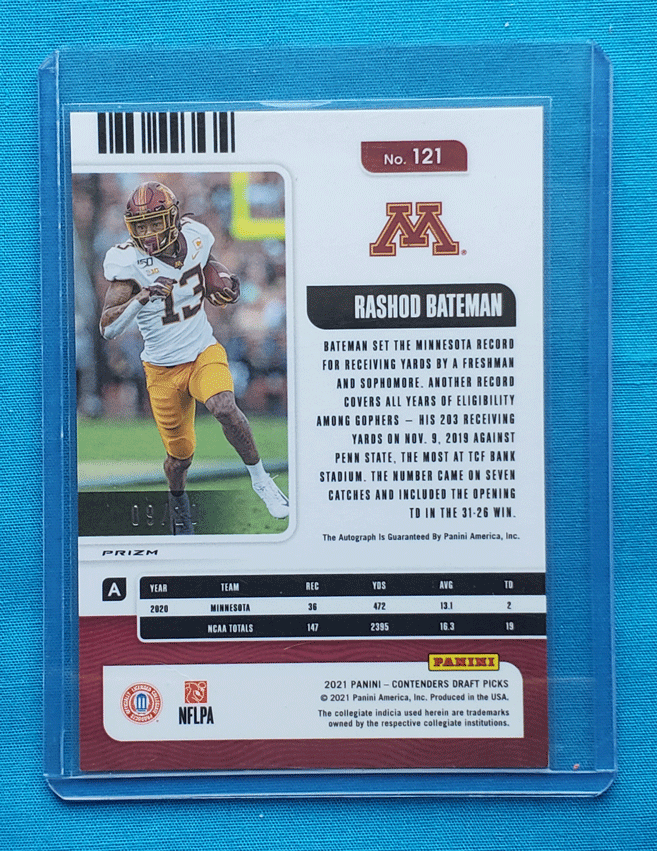 No. 121
M
RASHOD BATEMAN
BATEMAN SET THE MINNESOTA RECORD
FOR RECEIVING YARDS BY A FRESHMAN
AND SOPHOMORE. ANOTHER RECORD
COVERS ALL YEARS OF ELIGIBILITY
AMONG GOPHERS — HIS 203 RECEIVING
YARDS ON NOV. 9, 2019 AGAINST
PENN STATE, THE MOST AT TCF BANK
STADIUM. THE NUMBER CAME ON SEVEN
CATCHES AND INCLUDED THE OPENING
TD IN THE 31-26 WIN.
The Autograph Is Guaranteed By Panini America, Inc.
13
PRIZM
A
YEAR TEAM REC YDS AVG TD
2020 MINNESOTA 36 472 13.1 2
NCAA TOTALS 147 2395 16.3 19
PANINI
2021 PANINI – CONTENDERS DRAFT PICKS
© 2021 Panini America, Inc. Produced in the USA.
The collegiate indicia used herein are trademarks
owned by the respective collegiate institutions.
OFFICIALLY LICENSED COLLEGIATE PRODUCTS
NFLPA